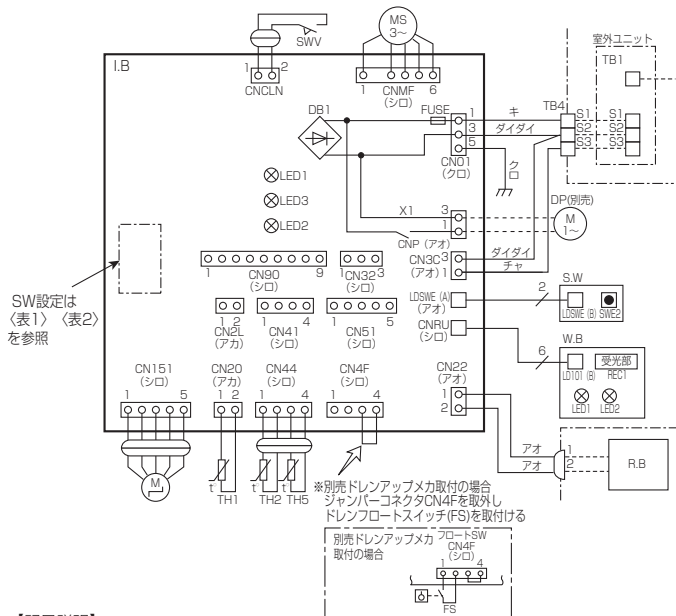 SWV
1 2
CNCLN
MS
3～
1 6
CNMF
(シロ)
I.B
DB1
FUSE
1
3
5
CN01
(クロ)
キ
ダイダイ
クロ
TB4
S1
S2
S3
室外ユニット
TB1
S1
S2
S3
LED1
LED3
LED2
X1
3
1
CNP (アオ)
DP(別売)
M
1～
1 9
CN90
(シロ)
1 3
CN32
(シロ)
CN3C
(アオ)
3
1
ダイダイ
チャ
SW設定は
〈表1〉〈表2〉
を参照
1 2
CN2L
(アカ)
1 4
CN41
(シロ)
1 5
CN51
(シロ)
LDSWE (A)
(アオ)
2
S.W
LDSWE (B) SWE2
CNRU
(シロ)
6
W.B
受光部
LD101 (B) REC1
LED1 LED2
CN151
(シロ)
1 5
CN20
(アカ)
1 2
CN44
(シロ)
1 4
CN4F
(シロ)
1 4
CN22
(アオ)
1
2
アオ
アオ
1
2
R.B
M
t° t° t°
TH1 TH2 TH5
※別売ドレンアップメカ取付の場合
ジャンパーコネクタCN4Fを取外し
ドレンフロートスイッチ(FS)を取付ける
別売ドレンアップメカ
取付の場合
フロートSW
CN4F
(シロ)
1 4
FS